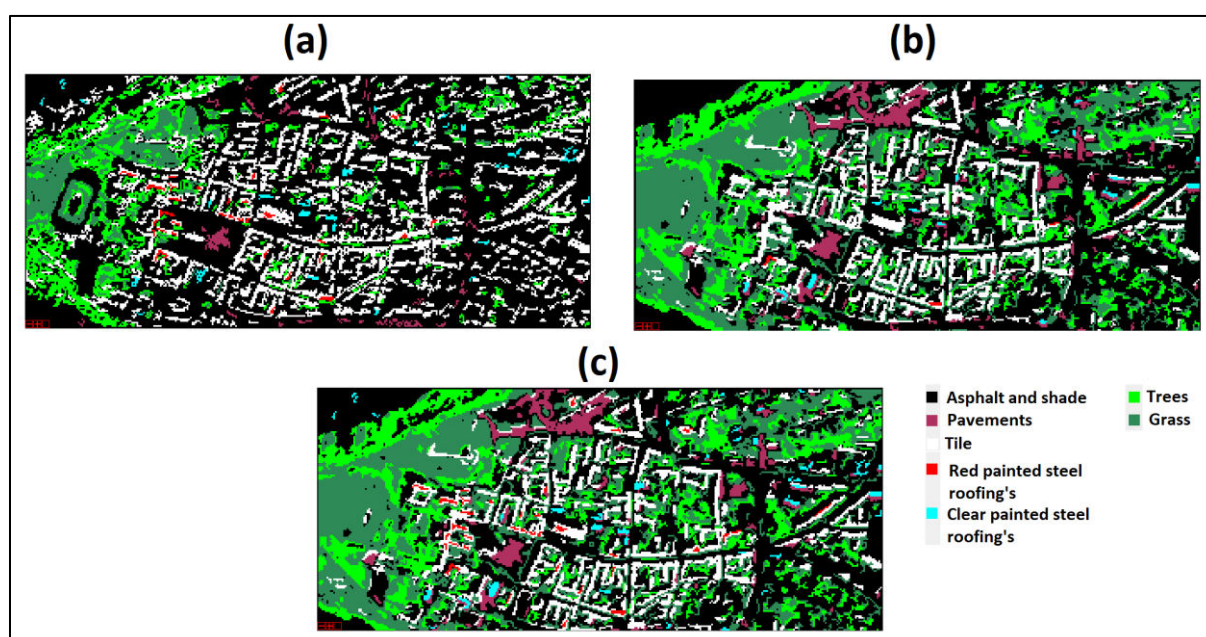 (a)
(b)
(c)
Asphalt and shade
Pavements
Tile
Red painted steel
roofing's
Clear painted steel
roofing's
Trees
Grass